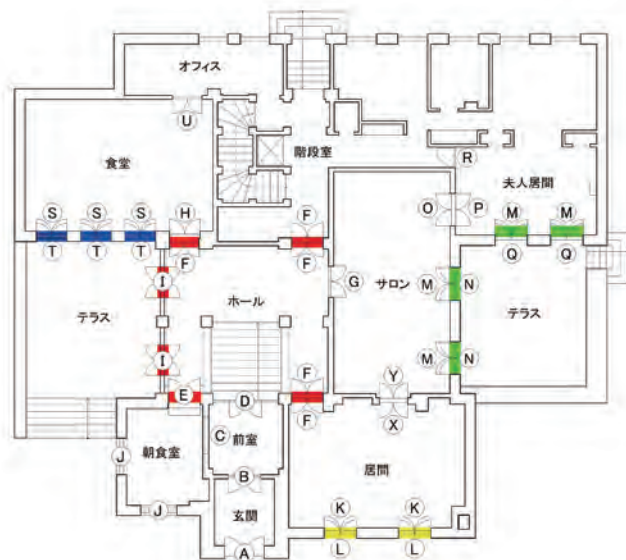 オフィス
U
階段室
R
食堂
夫人居間
O P
S S S H F M M
T T T F F Q Q
I G M N
ホール サロン
テラス テラス
I M N
E D F Y
F X
C 前室
朝食室 居間
J B
J 玄関 K K
A L L